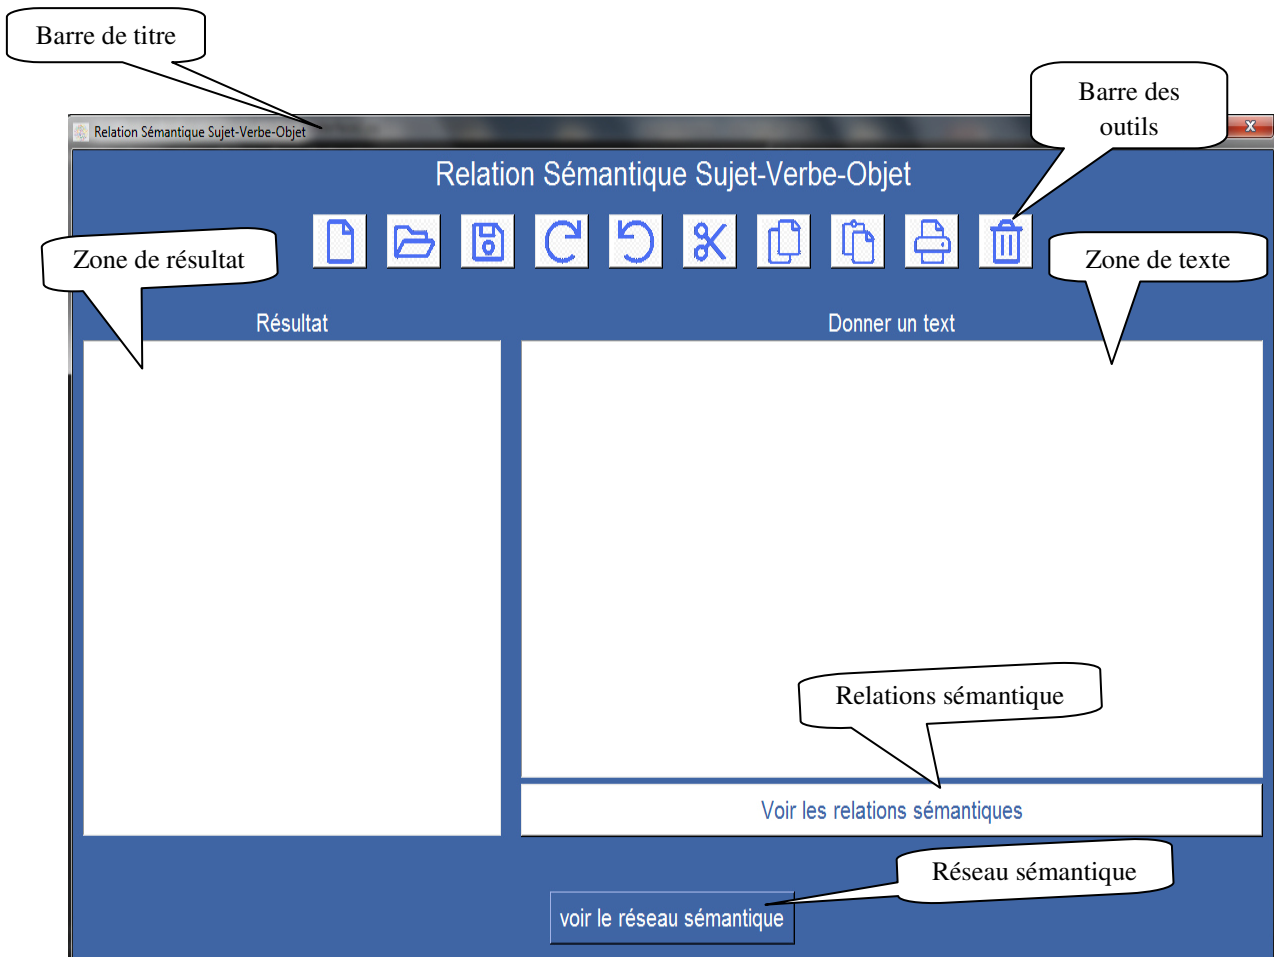 Barre de titre
Barre des
outils
Relation Sémantique Sujet-Verbe-Objet
x
Relation Sémantique Sujet-Verbe-Objet
Zone de résultat
Zone de texte
Résultat
Donner un text
Relations sémantique
Voir les relations sémantiques
Réseau sémantique
voir le réseau sémantique